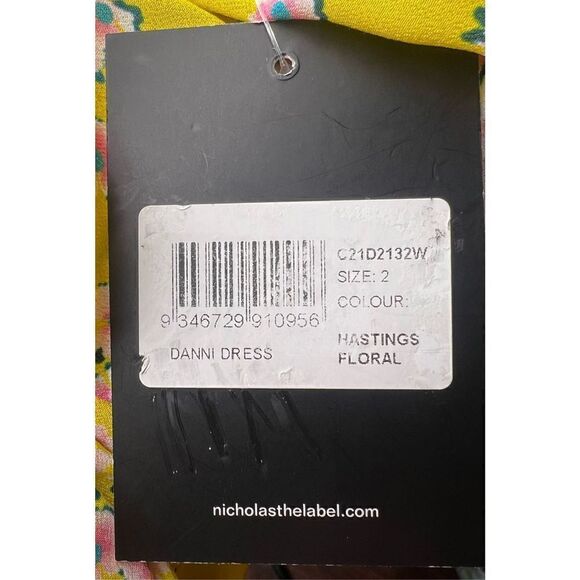 C21D2132W
SIZE: 2
COLOUR:
9 346729 910956
DANNI DRESS
HASTINGS
FLORAL
nicholasthelabel.com